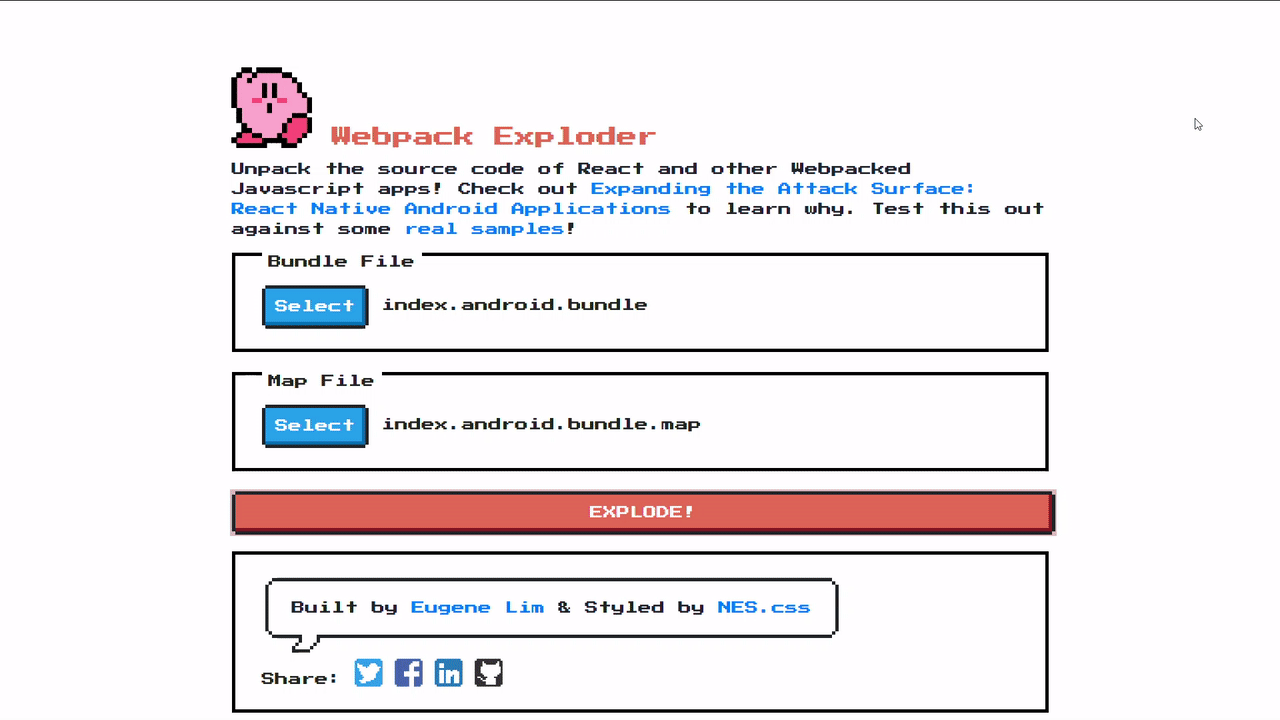 Webpack Exploder
Unpack the source code of React and other Webpacked
Javascript apps! Check out Expanding the Attack Surface:
React Native Android Applications to learn why. Test this out
against some real samples!
Bundle File
Select index.android.bundle
Map File
Select index.android.bundle.map
EXPLODE!
Built by Eugene Lim & Styled by NES.css
Share: